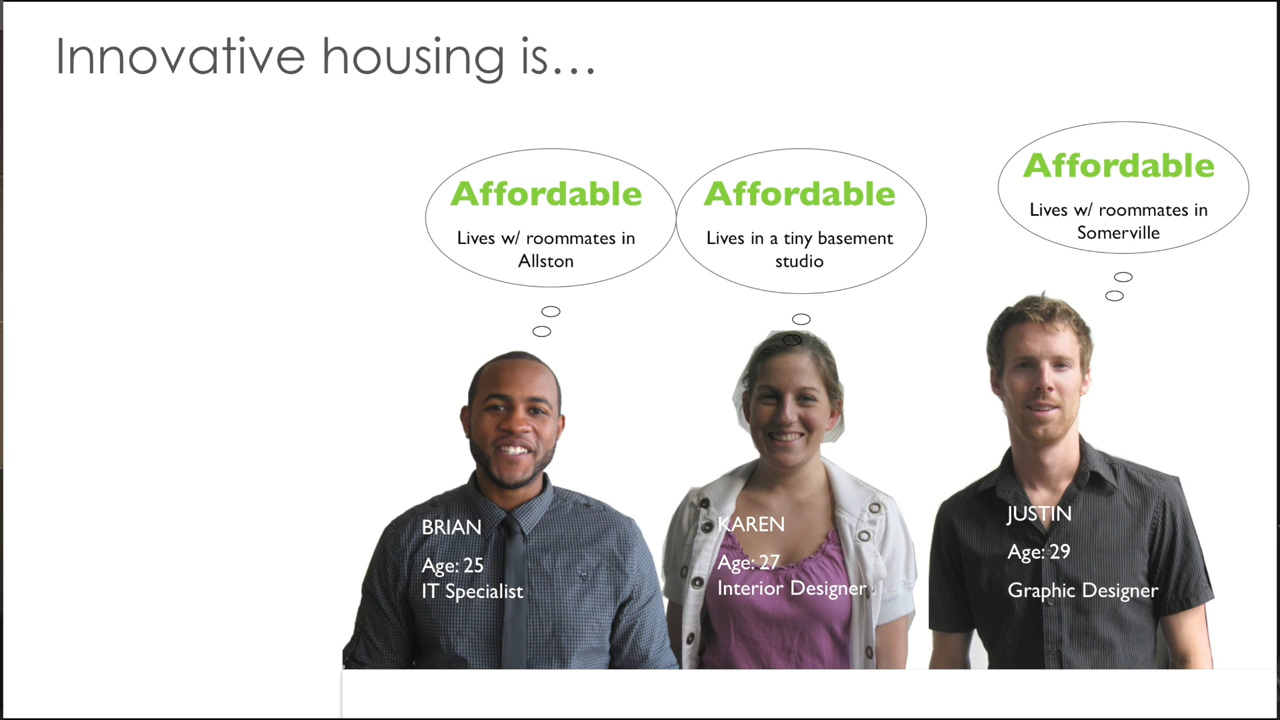 Innovative housing is…
Affordable
Lives w/ roommates in
Allston
Affordable
Lives in a tiny basement
studio
Affordable
Lives w/ roommates in
Somerville
BRIAN
Age: 25
IT Specialist
KAREN
Age: 27
Interior Designer
JUSTIN
Age: 29
Graphic Designer